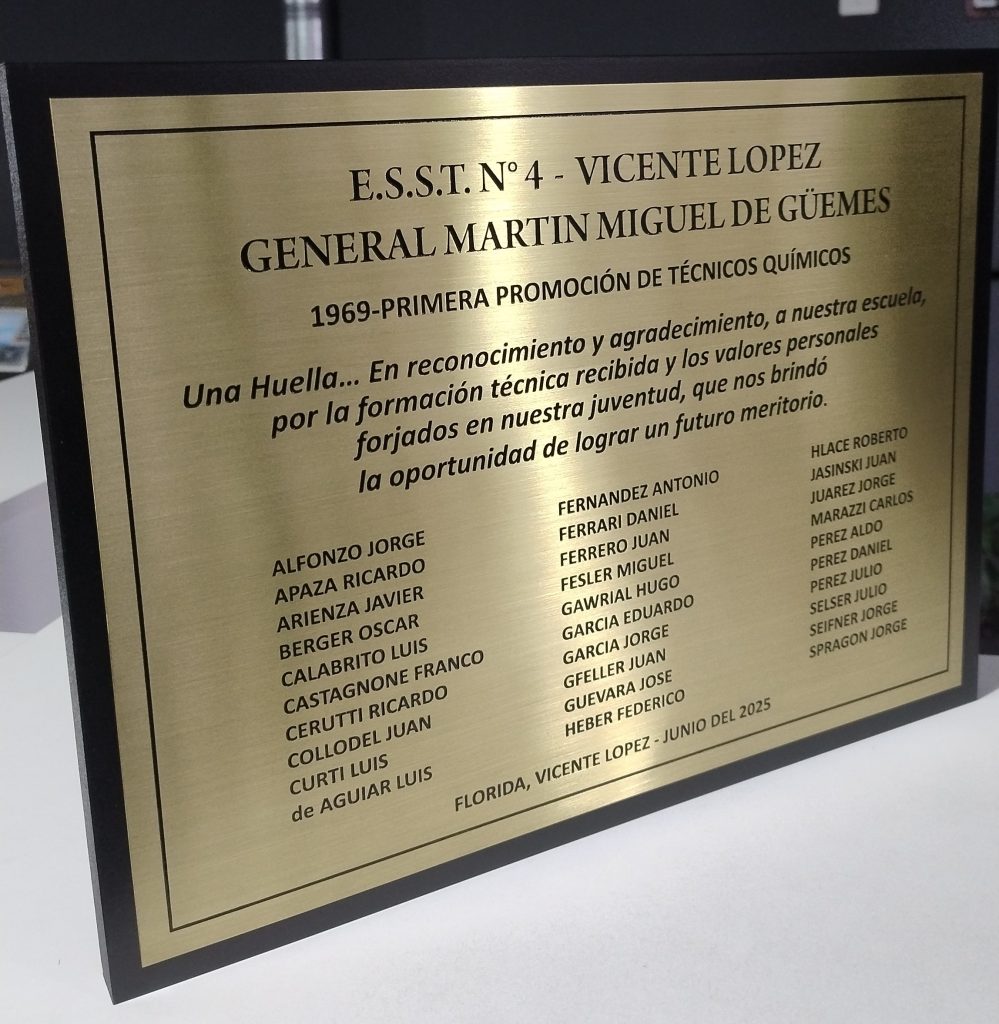 E.S.S.T. Nº 4 - VICENTE LOPEZ
GENERAL MARTIN MIGUEL DE GÜEMES
1969-PRIMERA PROMOCIÓN DE TÉCNICOS QUÍMICOS
Una Huella... En reconocimiento y agradecimiento, a nuestra escuela,
por la formación técnica recibida y los valores personales
forjados en nuestra juventud, que nos brindó
la oportunidad de lograr un futuro meritorio.
ALFONZO JORGE
APAZA RICARDO
ARIENZA JAVIER
BERGER OSCAR
CALABRITO LUIS
CASTAGNONE FRANCO
CERUTTI RICARDO
COLLODEL JUAN
CURTI LUIS
de AGUIAR LUIS
FERNANDEZ ANTONIO
FERRARI DANIEL
FERRERO JUAN
FESLER MIGUEL
GAWRIAL HUGO
GARCIA EDUARDO
GARCIA JORGE
GFELLER JUAN
GUEVARA JOSE
HEBER FEDERICO
HLACE ROBERTO
JASINSKI JUAN
JUAREZ JORGE
MARAZZI CARLOS
PEREZ ALDO
PEREZ DANIEL
PEREZ JULIO
SELSER JULIO
SEIFNER JORGE
SPRAGON JORGE
FLORIDA, VICENTE LOPEZ - JUNIO DEL 2025